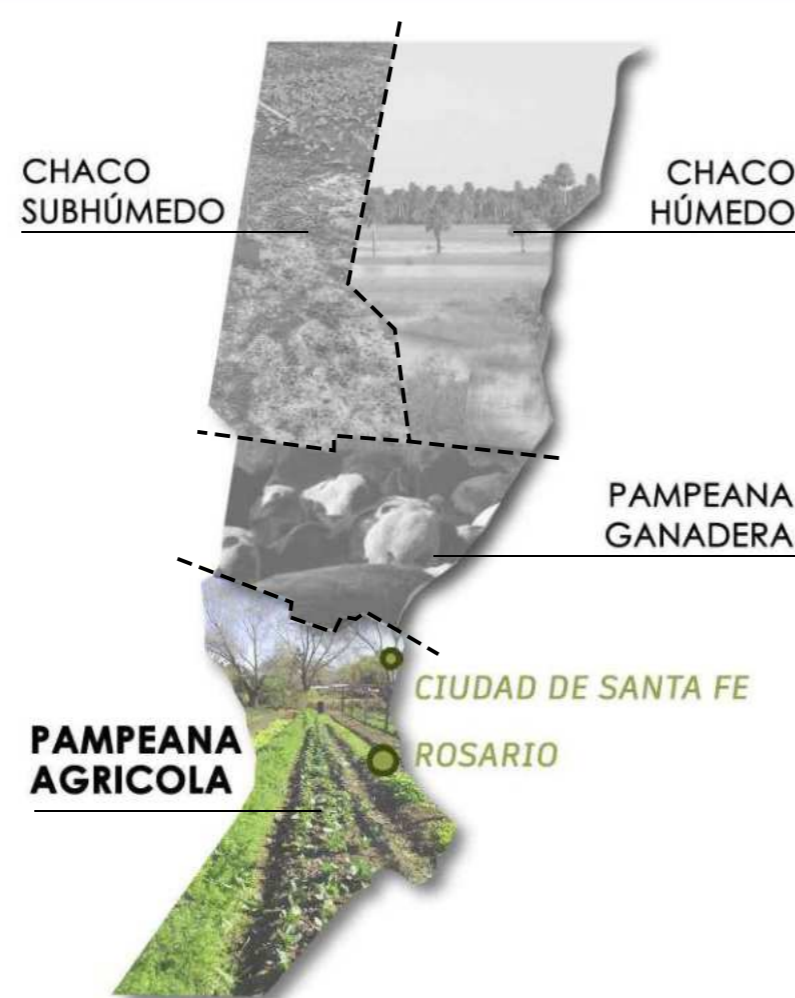 CHACO
SUBHÚMEDO
CHACO
HÚMEDO
PAMPEANA
GANADERA
CIUDAD DE SANTA FE
PAMPEANA
AGRICOLA
ROSARIO